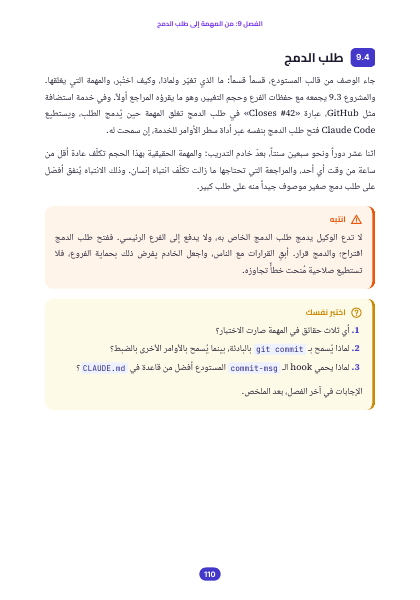 الفصل 9: من المهمة إلى طلب الدمج
9.4 طلب الدمج
جاء الوصف من قالب المستودع، قسماً قسماً: ما الذي تغيّر ولماذا، وكيف اختُبر، والمهمة التي يغلقها.
والمشروع 9.3 يجمعه مع حفظات الفرع وحجم التغيير، وهو ما يقرؤه المراجع أولاً. وفي خدمة استضافة
مثل GitHub، عبارة «Closes #42» في طلب الدمج تغلق المهمة حين يُدمج الطلب، ويستطيع
Claude Code فتح طلب الدمج بنفسه عبر أداة سطر الأوامر للخدمة، إن سمحت له.
اثنا عشر دوراً ونحو سبعين سنتاً، بعدّ خادم التدريب: والمهمة الحقيقية بهذا الحجم تكلّف عادة أقل من
ساعة من وقت أي أحد، والمراجعة التي تحتاجها ما زالت تكلّف انتباه إنسان. وذلك الانتباه يُنفق أفضل
على طلب دمج صغير موصوف جيداً منه على طلب كبير.
انتبه
لا تدع الوكيل يدمج طلب الدمج الخاص به، ولا يدفع إلى الفرع الرئيسي. ففتح طلب الدمج
اقتراح؛ والدمج قرار. أبقِ القرارات مع الناس، واجعل الخادم يفرض ذلك بحماية الفروع، فلا
تستطيع صلاحية مُنحت خطأً تجاوزه.
اختبر نفسك
1. أي ثلاث حقائق في المهمة صارت الاختبار؟
2. لماذا يُسمح بـ git commit بالبادئة، بينما يُسمح بالأوامر الأخرى بالضبط؟
3. لماذا يحمي hook الـ commit-msg المستودع أفضل من قاعدة في CLAUDE.md ؟
الإجابات في آخر الفصل، بعد الملخص.
110